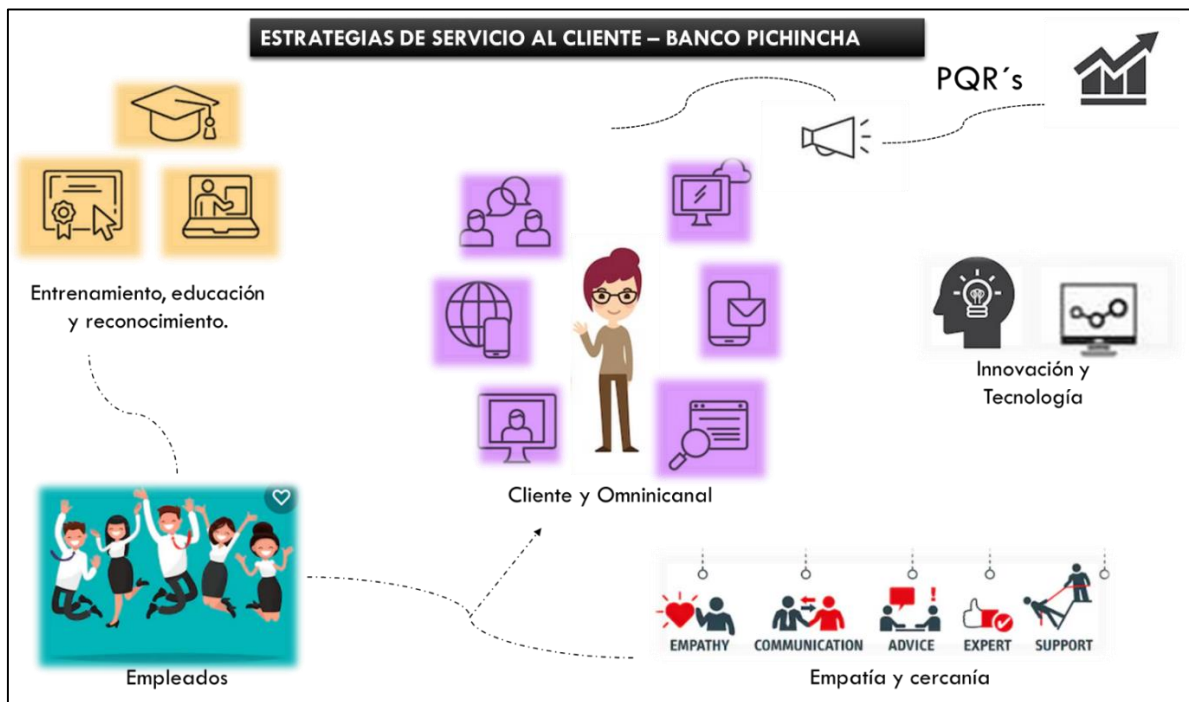 ESTRATEGIAS DE SERVICIO AL CLIENTE – BANCO PICHINCHA
PQR´s
Entrenamiento, educación
y reconocimiento.
Innovación y
Tecnología
Cliente y Omninicanal
EMPATHY
COMMUNICATION
ADVICE
EXPERT
SUPPORT
Empleados
Empatía y cercanía